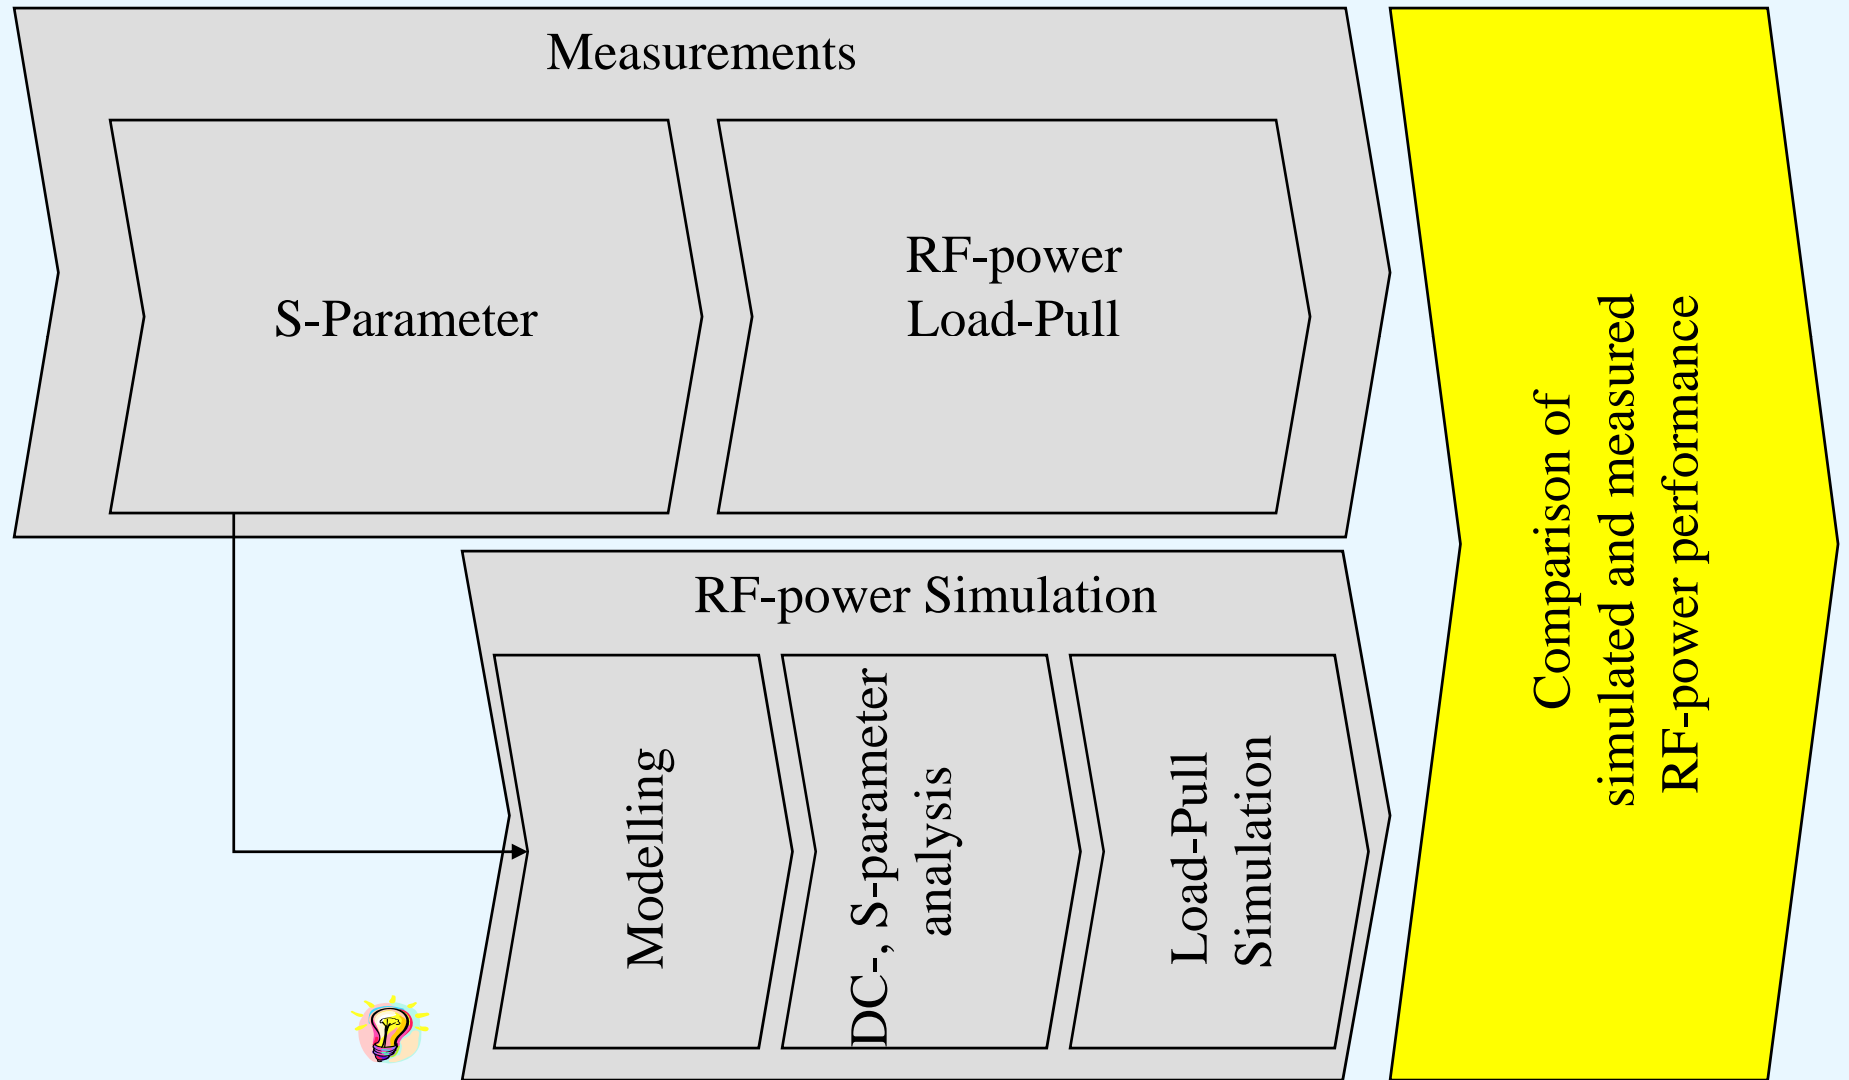 Measurements
S-Parameter
RF-power
Load-Pull
RF-power Simulation
Modelling
DC-, S-parameter
analysis
Load-Pull
Simulation
Comparison of
simulated and measured
RF-power performance